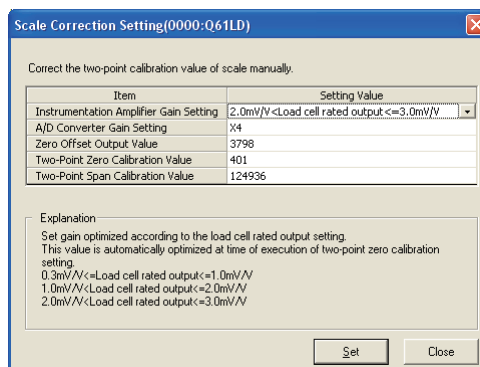 Scale Correction Setting(0000:Q61LD)
Correct the two-point calibration value of scale manually.
Item Setting Value
Instrumentation Amplifier Gain Setting 2.0mV/V<Load cell rated output<=3.0mV/V
A/D Converter Gain Setting X4
Zero Offset Output Value 3798
Two-Point Zero Calibration Value 401
Two-Point Span Calibration Value 124936
Explanation
Set gain optimized according to the load cell rated output setting.
This value is automatically optimized at time of execution of two-point zero calibration
setting.
0.3mV/V<=Load cell rated output<=1.0mV/V
1.0mV/V<Load cell rated output<=2.0mV/V
2.0mV/V<Load cell rated output<=3.0mV/V
Set Close